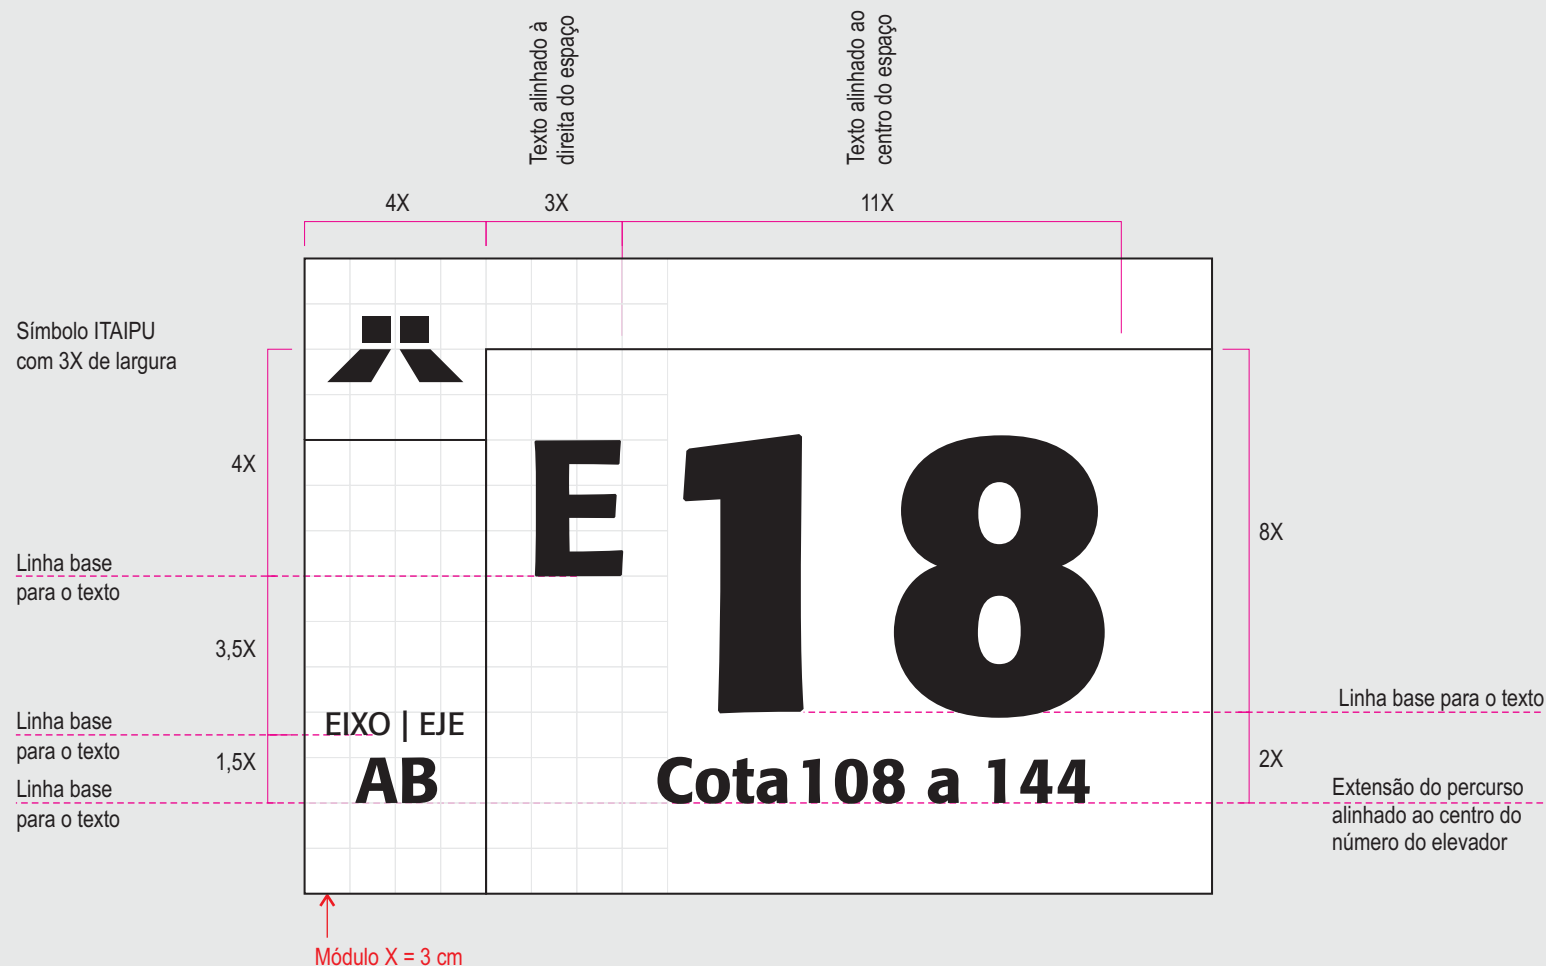 Texto alinhado à
direita do espaço
Texto alinhado ao
centro do espaço
4X
3X
11X
Símbolo ITAIPU
com 3X de largura
4X
E
18
8X
Linha base
para o texto
3,5X
Linha base para o texto
Linha base
para o texto
EIXO | EJE
1,5X
AB
Cota 108 a 144
2X
Linha base
para o texto
Extensão do percurso
alinhado ao centro do
número do elevador
Módulo X = 3 cm